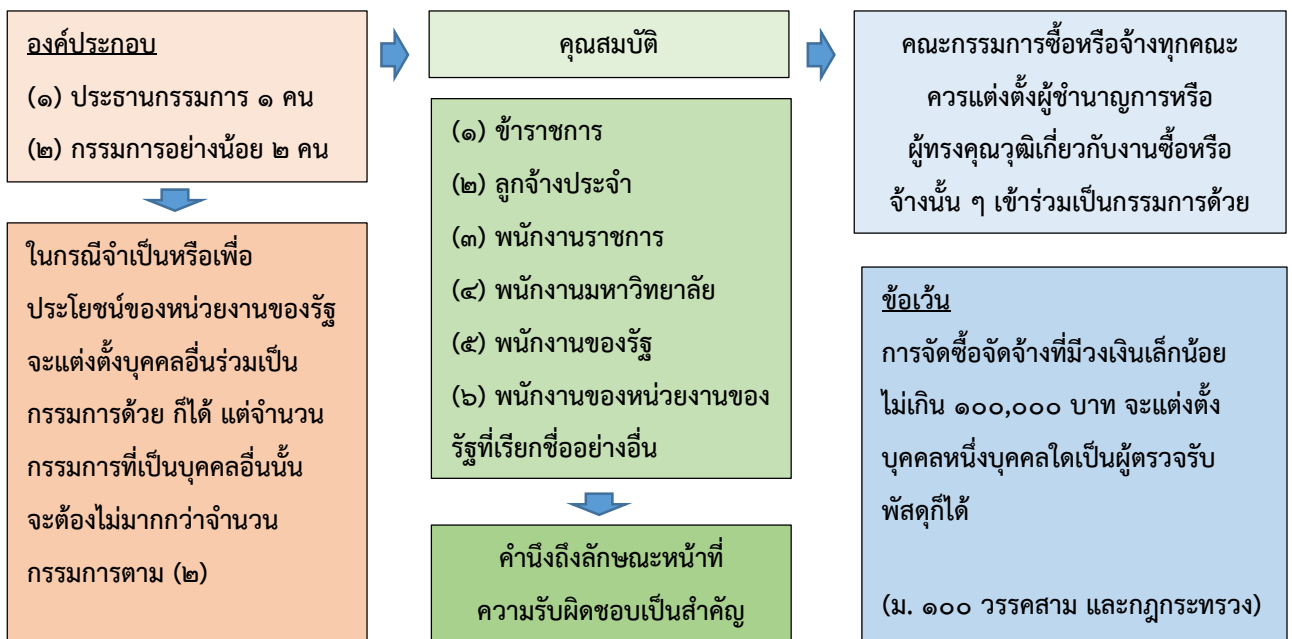 องค์ประกอบ
(๑) ประธานกรรมการ ๑ คน
(๒) กรรมการอย่างน้อย ๒ คน
ในกรณีจำเป็นหรือเพื่อ
ประโยชน์ของหน่วยงานของรัฐ
จะแต่งตั้งบุคคลอื่นร่วมเป็น
กรรมการด้วย ก็ได้ แต่จำนวน
กรรมการที่เป็นบุคคลอื่นนั้น
จะต้องไม่มากกว่าจำนวน
กรรมการตาม (๒)
คุณสมบัติ
(๑) ข้าราชการ
(๒) ลูกจ้างประจำ
(๓) พนักงานราชการ
(๔) พนักงานมหาวิทยาลัย
(๕) พนักงานของรัฐ
(๖) พนักงานของหน่วยงานของ
รัฐที่เรียกชื่ออย่างอื่น
คำนึงถึงลักษณะหน้าที่
ความรับผิดชอบเป็นสำคัญ
คณะกรรมการซื้อหรือจ้างทุกคณะ
ควรแต่งตั้งผู้ชำนาญการหรือ
ผู้ทรงคุณวุฒิเกี่ยวกับงานซื้อหรือ
จ้างนั้น ๆ เข้าร่วมเป็นกรรมการด้วย
ข้อเว้น
การจัดซื้อจัดจ้างที่มีวงเงินเล็กน้อย
ไม่เกิน ๑๐๐,๐๐๐ บาท จะแต่งตั้ง
บุคคลหนึ่งบุคคลใดเป็นผู้ตรวจรับ
พัสดุก็ได้
(ม. ๑๐๐ วรรคสาม และกฎกระทรวง)